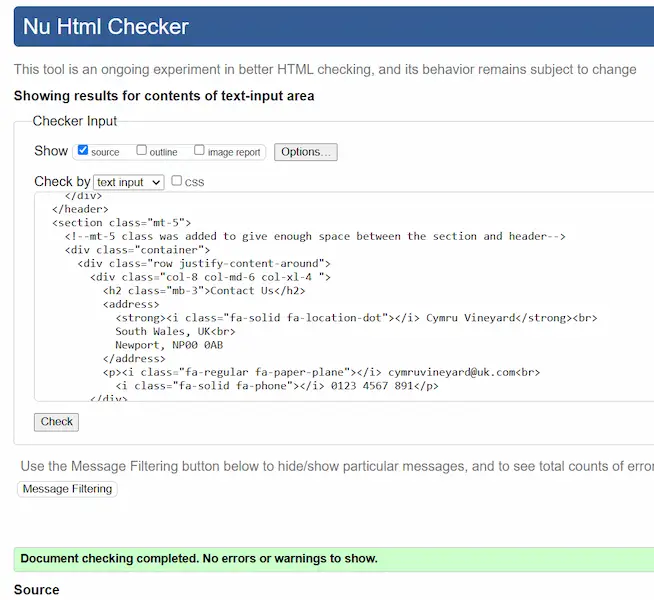 Nu Html Checker
This tool is an ongoing experiment in better HTML checking, and its behavior remains subject to change
Showing results for contents of text-input area
Checker Input
Show source outline image report Options...
Check by text input css
</div>
</header>
<section class="mt-5">
<!--mt-5 class was added to give enough space between the section and header-->
<div class="container">
<div class="row justify-content-around">
<div class="col-8 col-md-6 col-xl-4 ">
<h2 class="mb-3">Contact Us</h2>
<address>
<strong><i class="fa-solid fa-location-dot"></i> Cymru Vineyard</strong><br>
South Wales, UK<br>
Newport, NP00 0AB
</address>
<p><i class="fa-regular fa-paper-plane"></i> cymruvineyard@uk.com<br>
<i class="fa-solid fa-phone"></i> 0123 4567 891</p>
</div>
Check
Use the Message Filtering button below to hide/show particular messages, and to see total counts of error
Message Filtering
Document checking completed. No errors or warnings to show.
Source